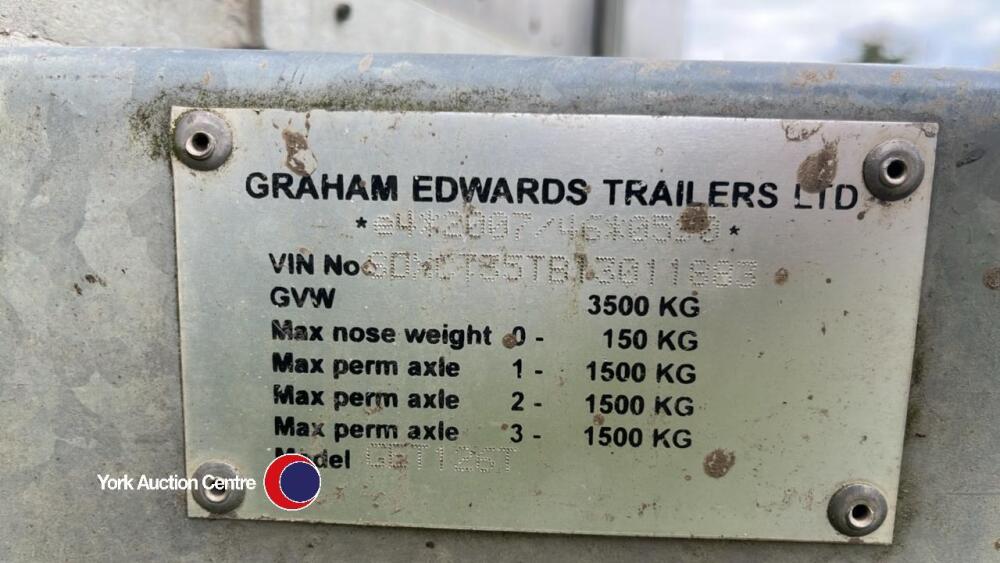 GRAHAM EDWARDS TRAILERS LTD
VIN No
GVW 3500 KG
Max nose weight 0 - 150 KG
Max perm axle 1 - 1500 KG
Max perm axle 2 - 1500 KG
Max perm axle 3 - 1500 KG
Model
York Auction Centre